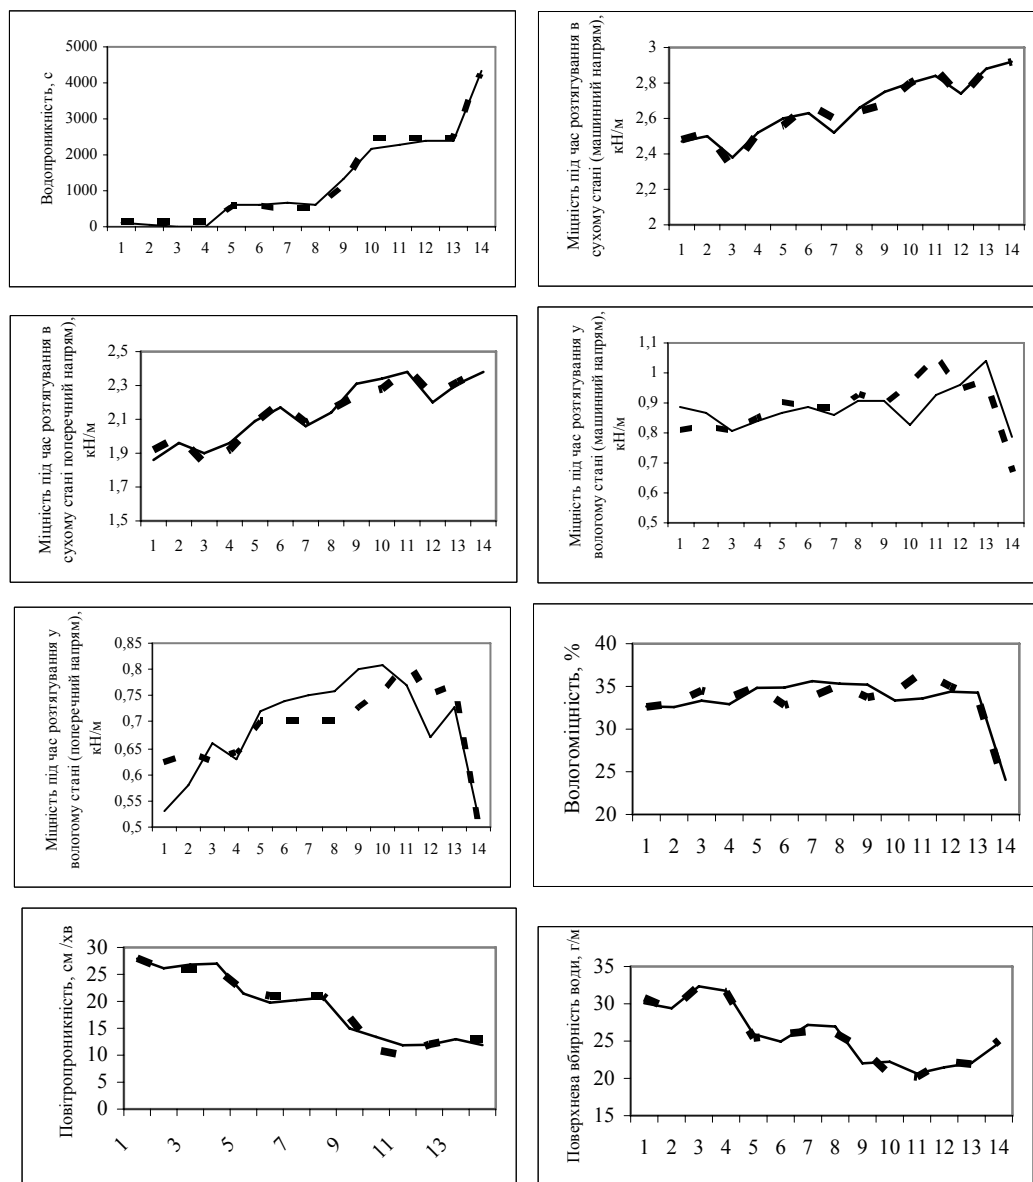 Водопроникність, с
5000
4000
3000
2000
1000
0
1 2 3 4 5 6 7 8 9 10 11 12 13 14
Міцність під час розтягування в
сухому стані (машинний напрям),
кН/м
3
2,8
2,6
2,4
2,2
2
1 2 3 4 5 6 7 8 9 10 11 12 13 14
Міцність під час розтягування в
сухому стані поперечний напрям),
кН/м
2,5
2,3
2,1
1,9
1,7
1,5
1 2 3 4 5 6 7 8 9 10 11 12 13 14
Міцність під час розтягування у
вологому стані (машинний напрям),
кН/м
1,1
1
0,9
0,8
0,7
0,6
0,5
1 2 3 4 5 6 7 8 9 10 11 12 13 14
Міцність під час розтягування у
вологому стані (поперечний напрям),
кН/м
0,85
0,8
0,75
0,7
0,65
0,6
0,55
0,5
1 2 3 4 5 6 7 8 9 10 11 12 13 14
Вологоміцність, %
40
35
30
25
20
1 2 3 4 5 6 7 8 9 10 11 12 13 14
Повітропроникність, см /хв
30
25
20
15
10
5
0
1 3 5 7 9 11 13
Поверхнева вбирність води, г/м
35
30
25
20
15
1 2 3 4 5 6 7 8 9 10 11 12 13 14